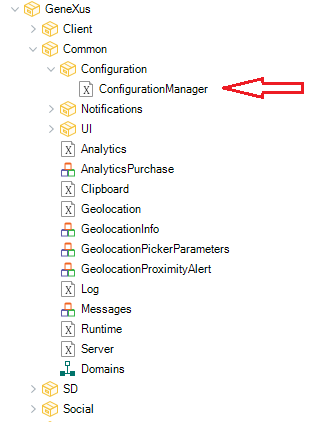 GeneXus
Client
Common
Configuration
ConfigurationManager
Notifications
UI
Analytics
AnalyticsPurchase
Clipboard
Geolocation
GeolocationInfo
GeolocationPickerParameters
GeolocationProximityAlert
Log
Messages
Runtime
Server
Domains
SD
Social